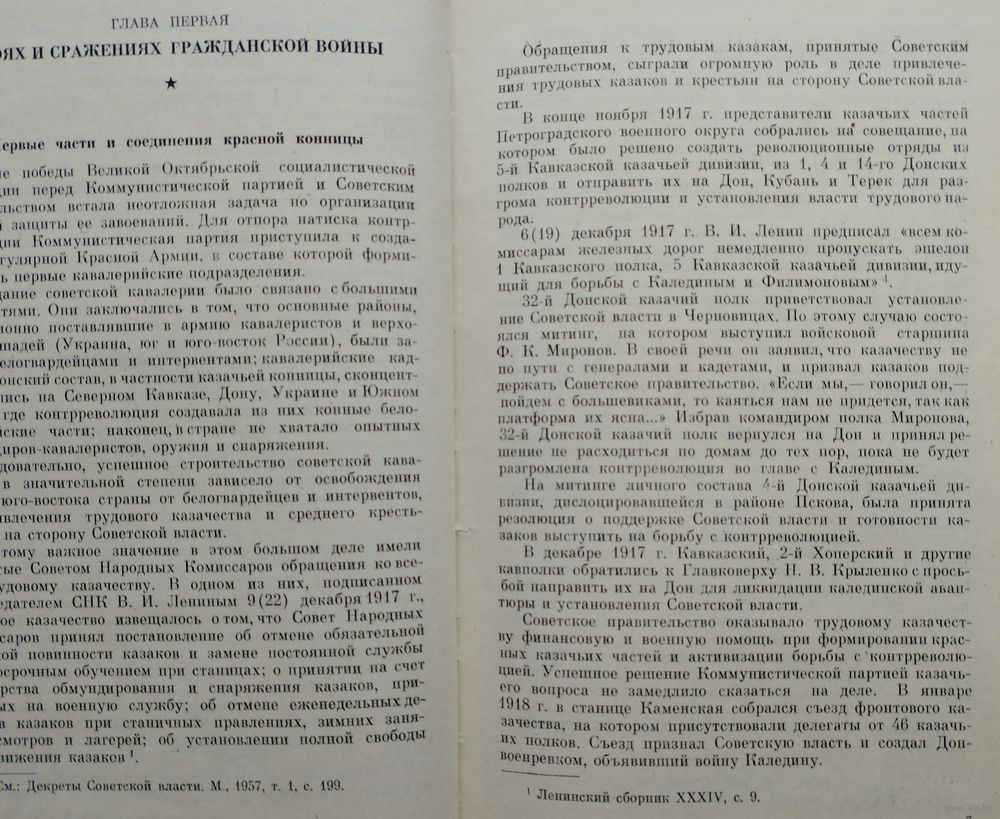 ГЛАВА ПЕРВАЯ
ОЯХ И СРАЖЕНИЯХ ГРАЖДАНСКОЙ ВОЙНЫ
★
Первые части и соединения красной конницы
ле победы Великой Октябрьской социалистической
ции перед Коммунистической партией и Советским
льством встала неотложная задача по организации
й защиты ее завоеваний. Для отпора натиска контр-
ции Коммунистическая партия приступила к созда-
гулярной Красной Армии, в составе которой форми-
ь первые кавалерийские подразделения.
дание советской кавалерии было связано с большими
тями. Они заключались в том, что основные районы,
ионно поставлявшие в армию кавалеристов и верхо-
шадей (Украина, юг и юго-восток России), были за-
елогвардейцами и интервентами; кавалерийские кад-
онский состав, в частности казачьей конницы, сконцент-
лись на Северном Кавказе, Дону, Украине и Южном
где контрреволюция создавала из них конные бело-
йские части; наконец, в стране не хватало опытных
диров-кавалеристов, оружия и снаряжения.
довательно, успешное строительство советской кава-
в значительной степени зависело от освобождения
юго-востока страны от белогвардейцев и интервентов,
ивлечения трудового казачества и среднего кресть-
на сторону Советской власти.
тому важное значение в этом большом деле имели
тые Советом Народных Комиссаров обращения ко все-
удовому казачеству. В одном из них, подписанном
едателем СНК В. И. Лениным 9(22) декабря 1917 г.,
ое казачество извещалось о том, что Совет Народных
ссаров принял постановление об отмене обязательной
ой повинности казаков и замене постоянной службы
осрочным обучением при станицах; о принятии на счет
арства обмундирования и снаряжения казаков, при-
ых на военную службу; об отмене еженедельных де-
в казаков при станичных правлениях, зимних заня-
смотров и лагерей; об установлении полной свободы
вижения казаков ¹.
См.: Декреты Советской власти. М., 1957, т. 1, с. 199.
Обращения к трудовым казакам, принятые Советским
правительством, сыграли огромную роль в деле привлече-
ния трудовых казаков и крестьян на сторону Советской вла-
сти.
В конце ноября 1917 г. представители казачьих частей
Петроградского военного округа собрались на совещание, на
котором было решено создать революционные отряды из
5-й Кавказской казачьей дивизии, из 1, 4 и 14-го Донских
полков и отправить их на Дон, Кубань и Терек для раз-
грома контрреволюции и установления власти трудового на-
рода.
6(19) декабря 1917 г. В. И. Ленин предписал «всем ко-
миссарам железных дорог немедленно пропускать эшелон
1 Кавказского полка, 5 Кавказской казачьей дивизии, иду-
щий для борьбы с Калединым и Филимоновым» ¹.
32-й Донской казачий полк приветствовал установле-
ние Советской власти в Черновицах. По этому случаю состо-
ялся митинг, на котором выступил войсковой старшина
Ф. К. Миронов. В своей речи он заявил, что казачеству не
по пути с генералами и кадетами, и призвал казаков под-
держать Советское правительство. «Если мы,— говорил он,—
пойдем с большевиками, то каяться нам не придется, так как
платформа их ясна...» Избрав командиром полка Миронова,
32-й Донской казачий полк вернулся на Дон и принял ре-
шение не расходиться по домам до тех пор, пока не будет
разгромлена контрреволюция во главе с Калединым.
На митинге личного состава 4-й Донской казачьей ди-
визии, дислоцировавшейся в районе Пскова, была принята
резолюция о поддержке Советской власти и готовности ка-
заков выступить на борьбу с контрреволюцией.
В декабре 1917 г. Кавказский, 2-й Хоперский и другие
кавполки обратились к Главковерху Н. В. Крыленко с прось-
бой направить их на Дон для ликвидации калединской аван-
тюры и установления Советской власти.
Советское правительство оказывало трудовому казачест-
ву финансовую и военную помощь при формировании крас-
ных казачьих частей и активизации борьбы с контрреволю-
цией. Успешное решение Коммунистической партией казачь-
его вопроса не замедлило сказаться на деле. В январе
1918 г. в станице Каменская собрался съезд фронтового ка-
зачества, на котором присутствовали делегаты от 46 казачь-
их полков. Съезд признал Советскую власть и создал Дон-
военревком, объявивший войну Каледину.
¹ Ленинский сборник XXXIV, с. 9.